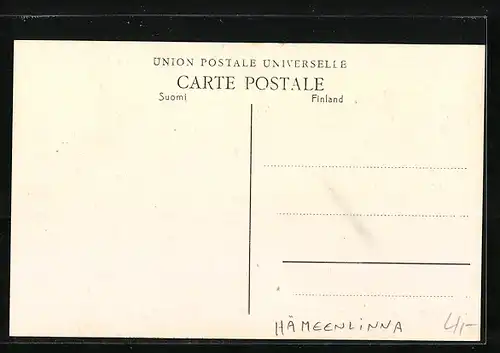 UNION POSTALE UNIVERSELLE
CARTE POSTALE
Suomi Finland
HÄMEENLINNA 4,-